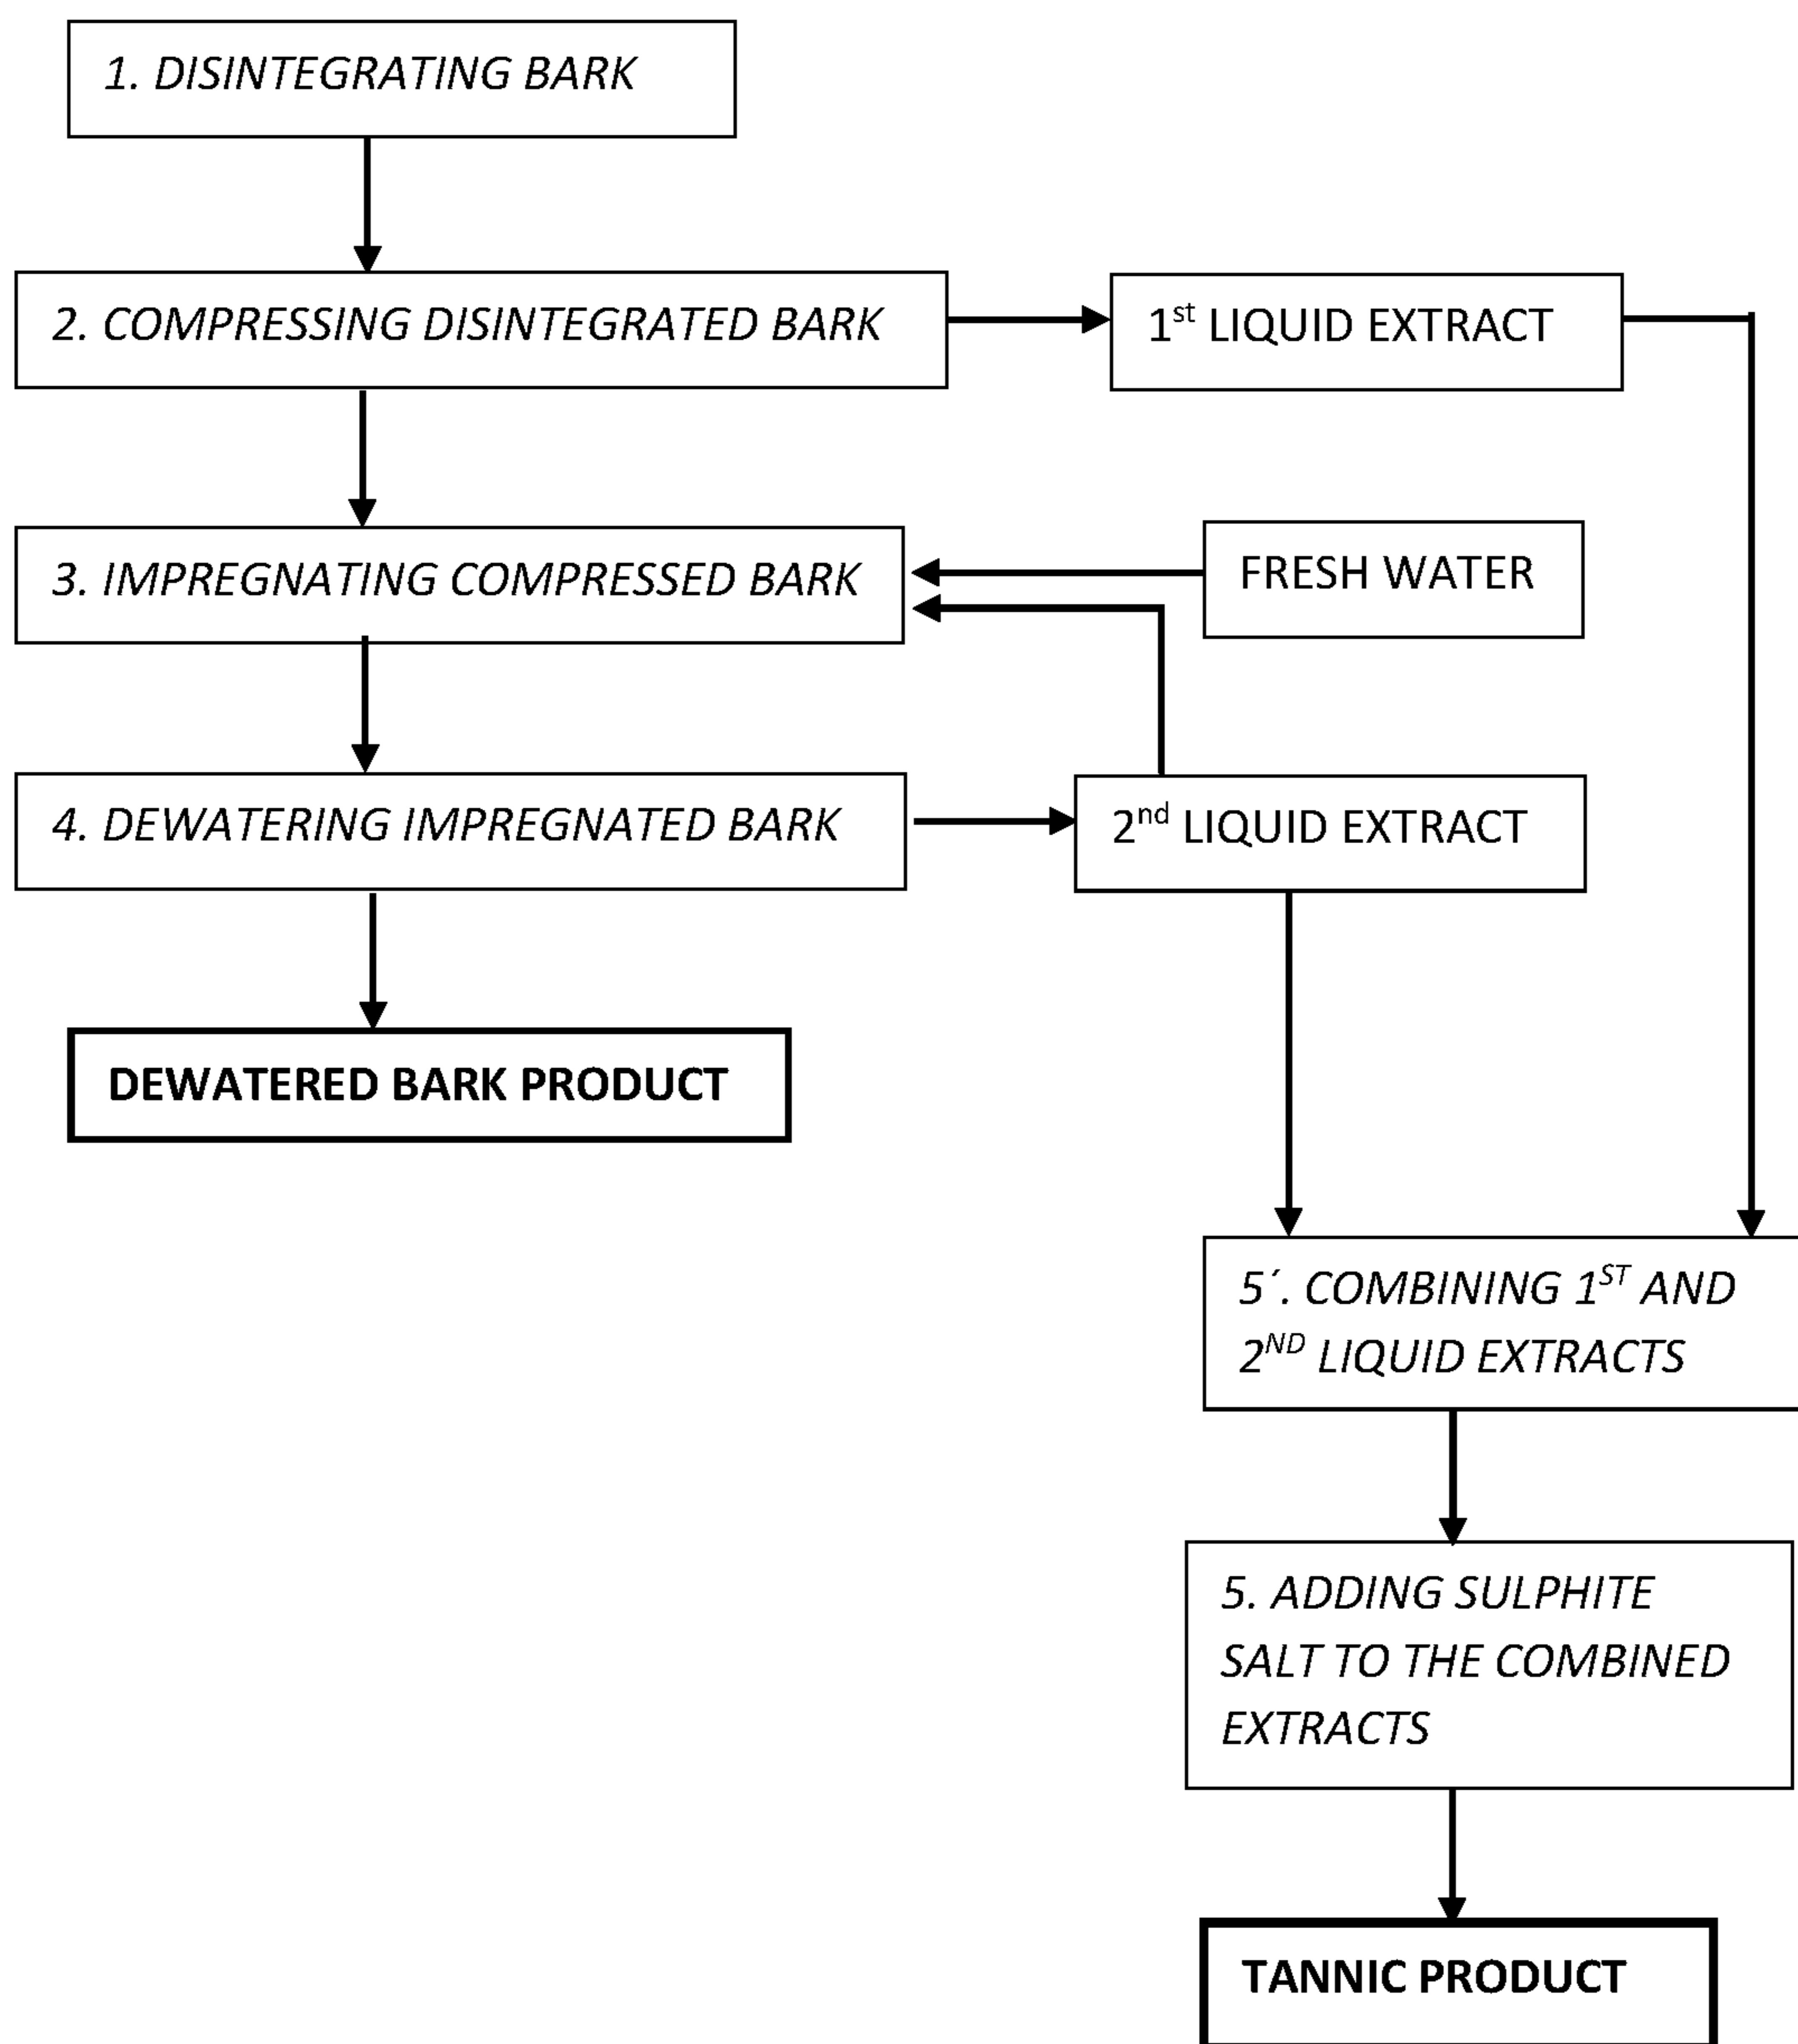 1. DISINTEGRATING BARK
2. COMPRESSING DISINTEGRATED BARK
1st LIQUID EXTRACT
3. IMPREGNATING COMPRESSED BARK
FRESH WATER
4. DEWATERING IMPREGNATED BARK
2nd LIQUID EXTRACT
DEWATERED BARK PRODUCT
5´. COMBINING 1ST AND
2ND LIQUID EXTRACTS
5. ADDING SULPHITE
SALT TO THE COMBINED
EXTRACTS
TANNIC PRODUCT